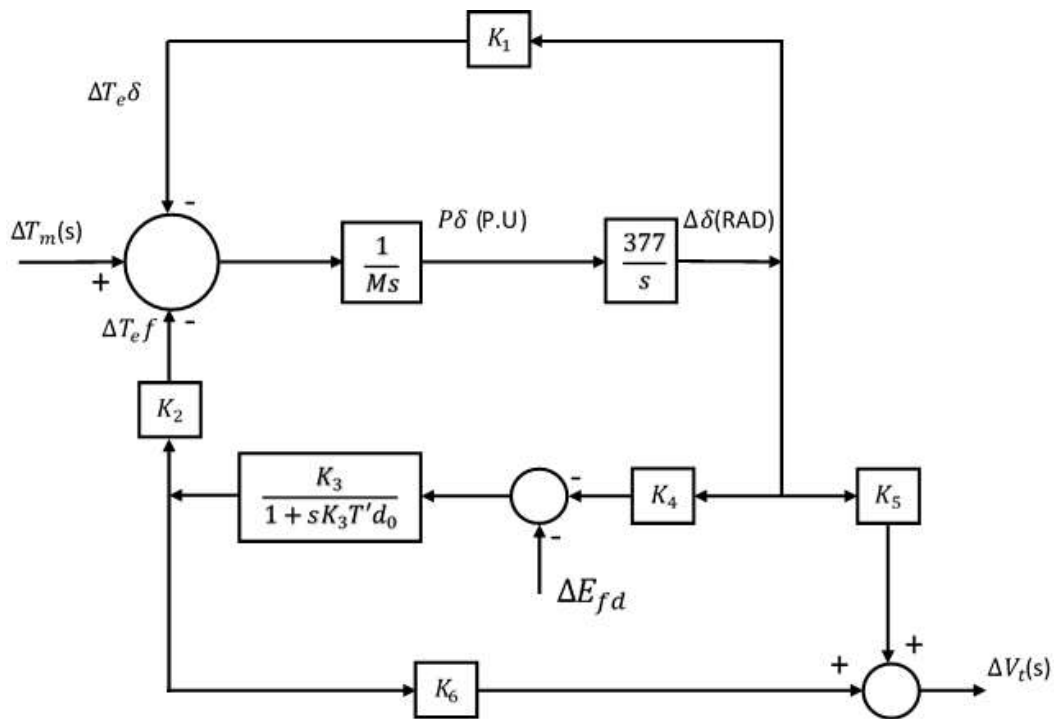 K₁
ΔTₑδ
-
ΔTₘ(s)
+
1
Ms
Pδ (P.U)
377
s
Δδ(RAD)
ΔTₑf
-
K₂
K₃
1 + sK₃T'd₀
-
K₄
K₅
-
ΔE_fd
K₆
+
+
ΔVₜ(s)